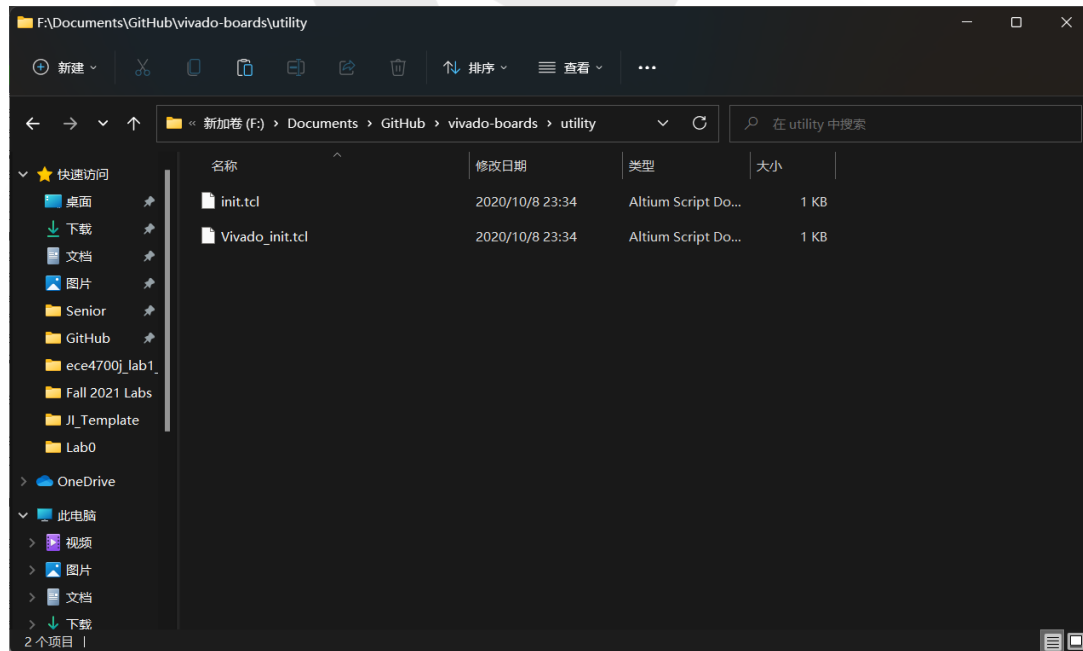 F:\Documents\GitHub\vivado-boards\utility
新建 排序 查看
« 新加卷 (F:) › Documents › GitHub › vivado-boards › utility 在 utility 中搜索
名称 修改日期 类型 大小
快速访问
init.tcl 2020/10/8 23:34 Altium Script Do... 1 KB
桌面
Vivado_init.tcl 2020/10/8 23:34 Altium Script Do... 1 KB
下载
文档
图片
Senior
GitHub
ece4700j_lab1_
Fall 2021 Labs
JI_Template
Lab0
OneDrive
此电脑
视频
图片
文档
下载
2 个项目